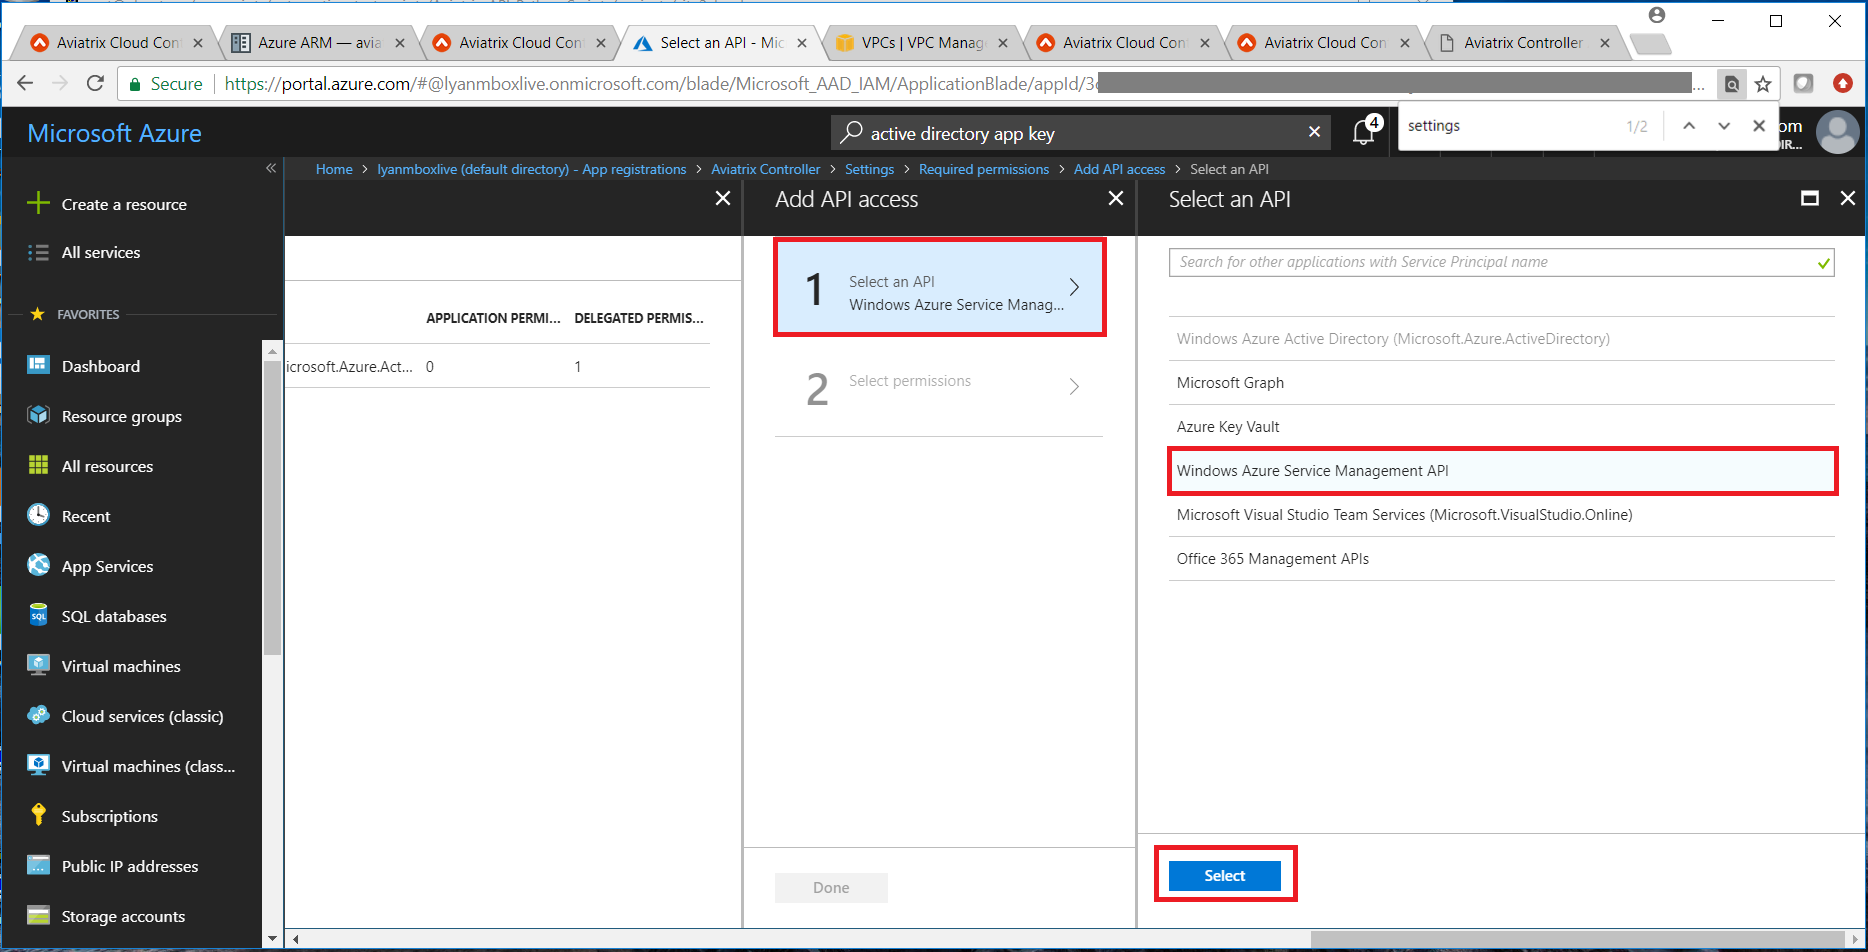 Aviatrix Cloud Con
Azure ARM — avia
Aviatrix Cloud Con
Select an API - Mic
VPCs | VPC Manag
Aviatrix Cloud Con
Aviatrix Cloud Con
Aviatrix Controller
Secure
https://portal.azure.com/#@lyanmboxlive.onmicrosoft.com/blade/Microsoft_AAD_IAM/ApplicationBlade/appId/3c
...
settings
1/2
Microsoft Azure
active directory app key
4
om
DIR...
Home > lyanmboxlive (default directory) - App registrations > Aviatrix Controller > Settings > Required permissions > Add API access > Select an API
Create a resource
All services
FAVORITES
Dashboard
Resource groups
All resources
Recent
App Services
SQL
SQL databases
Virtual machines
Cloud services (classic)
Virtual machines (class...
Subscriptions
Public IP addresses
Storage accounts
APPLICATION PERMI...
DELEGATED PERMIS...
icrosoft.Azure.Act...
0
1
Add API access
1
Select an API
Windows Azure Service Manag...
2
Select permissions
Done
Select an API
Search for other applications with Service Principal name
Windows Azure Active Directory (Microsoft.Azure.ActiveDirectory)
Microsoft Graph
Azure Key Vault
Windows Azure Service Management API
Microsoft Visual Studio Team Services (Microsoft.VisualStudio.Online)
Office 365 Management APIs
Select